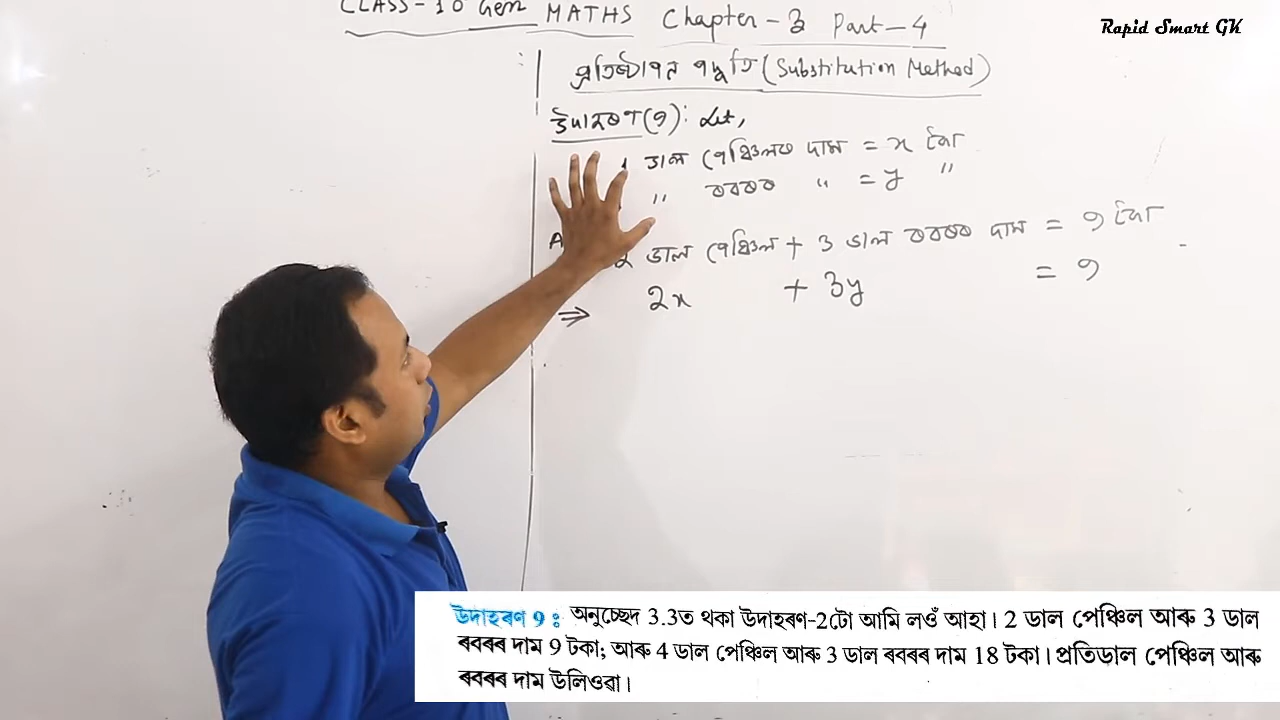 CLASS-10 Gen MATHS Chapter-3 Part-4
Rapid Smart GK
প্ৰতিষ্ঠাপন পদ্ধতি (Substitution Method)
উদাহৰণ (9): Let,
1 ডাল পেঞ্চিলৰ দাম = x টকা
" ৰবৰৰ " = y "
ডাল পেঞ্চিল + 3 ডাল ৰবৰৰ দাম = 9 টকা
⇒ 2x + 3y = 9
উদাহৰণ 9 : অনুচ্ছেদ 3.3ত থকা উদাহৰণ-2টো আমি লওঁ আহা। 2 ডাল পেঞ্চিল আৰু 3 ডাল
ৰবৰৰ দাম 9 টকা; আৰু 4 ডাল পেঞ্চিল আৰু 3 ডাল ৰবৰৰ দাম 18 টকা। প্ৰতিডাল পেঞ্চিল আৰু
ৰবৰৰ দাম উলিওৱা।